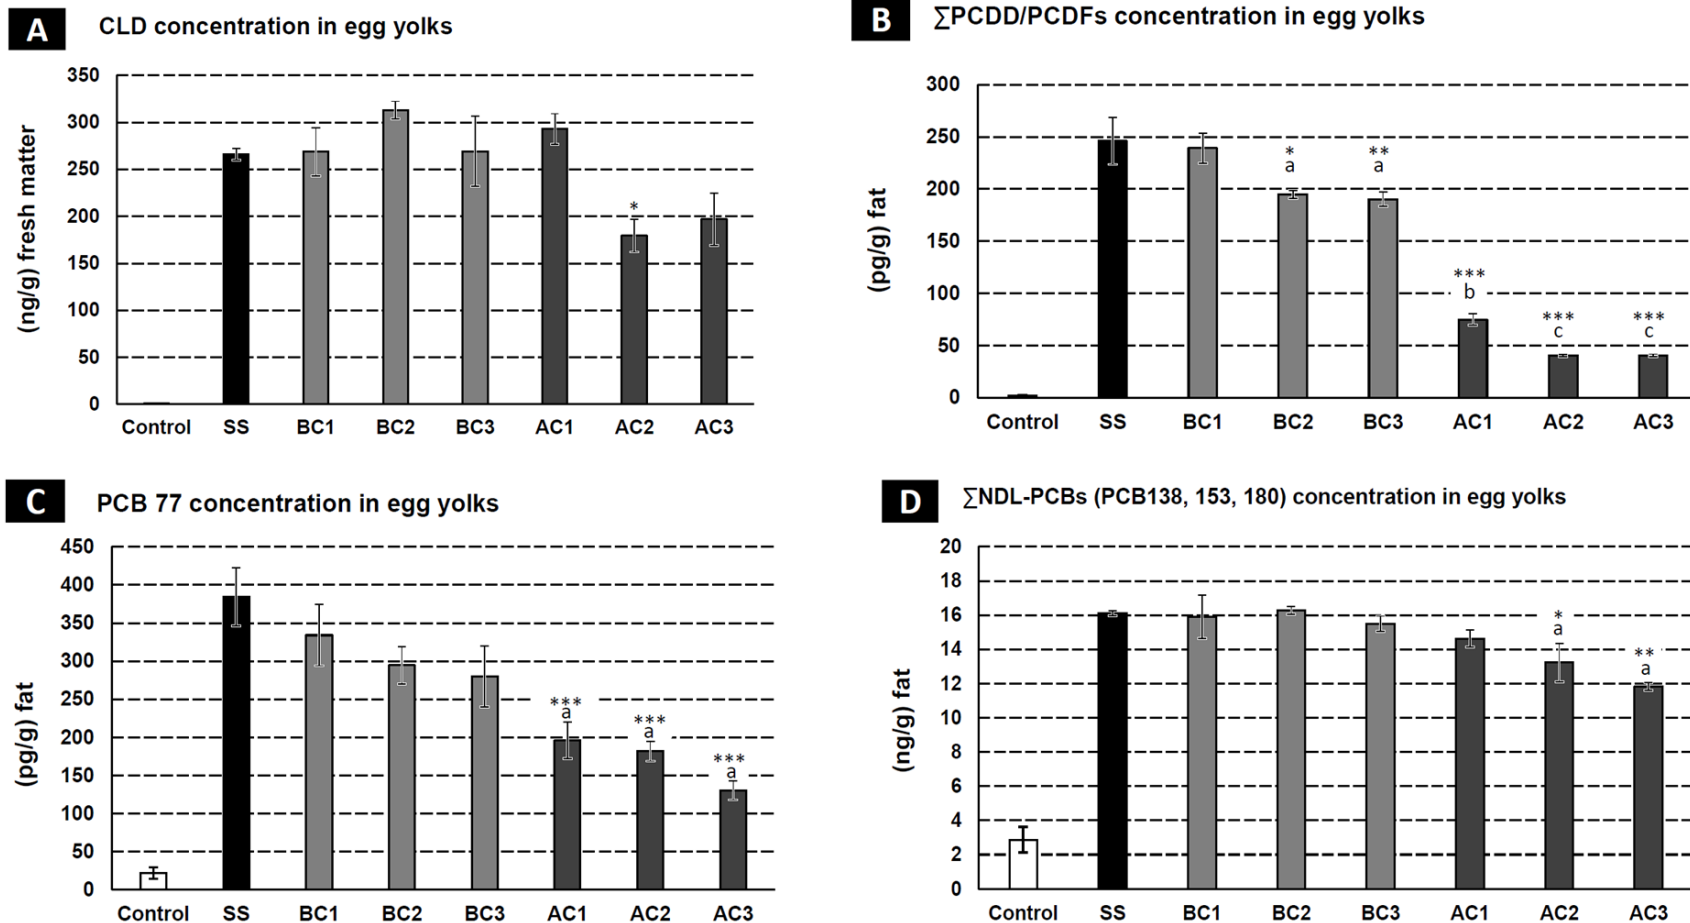 A CLD concentration in egg yolks
(ng/g) fresh matter
350
300
250
200
150
100
50
0
*
Control SS BC1 BC2 BC3 AC1 AC2 AC3
B ∑PCDD/PCDFs concentration in egg yolks
(pg/g) fat
300
250
200
150
100
50
0
* ** 
a a
*** *** ***
b c c
Control SS BC1 BC2 BC3 AC1 AC2 AC3
C PCB 77 concentration in egg yolks
(pg/g) fat
450
400
350
300
250
200
150
100
50
0
*** *** ***
a a a
Control SS BC1 BC2 BC3 AC1 AC2 AC3
D ∑NDL-PCBs (PCB138, 153, 180) concentration in egg yolks
(ng/g) fat
20
18
16
14
12
10
8
6
4
2
0
* **
a a
Control SS BC1 BC2 BC3 AC1 AC2 AC3